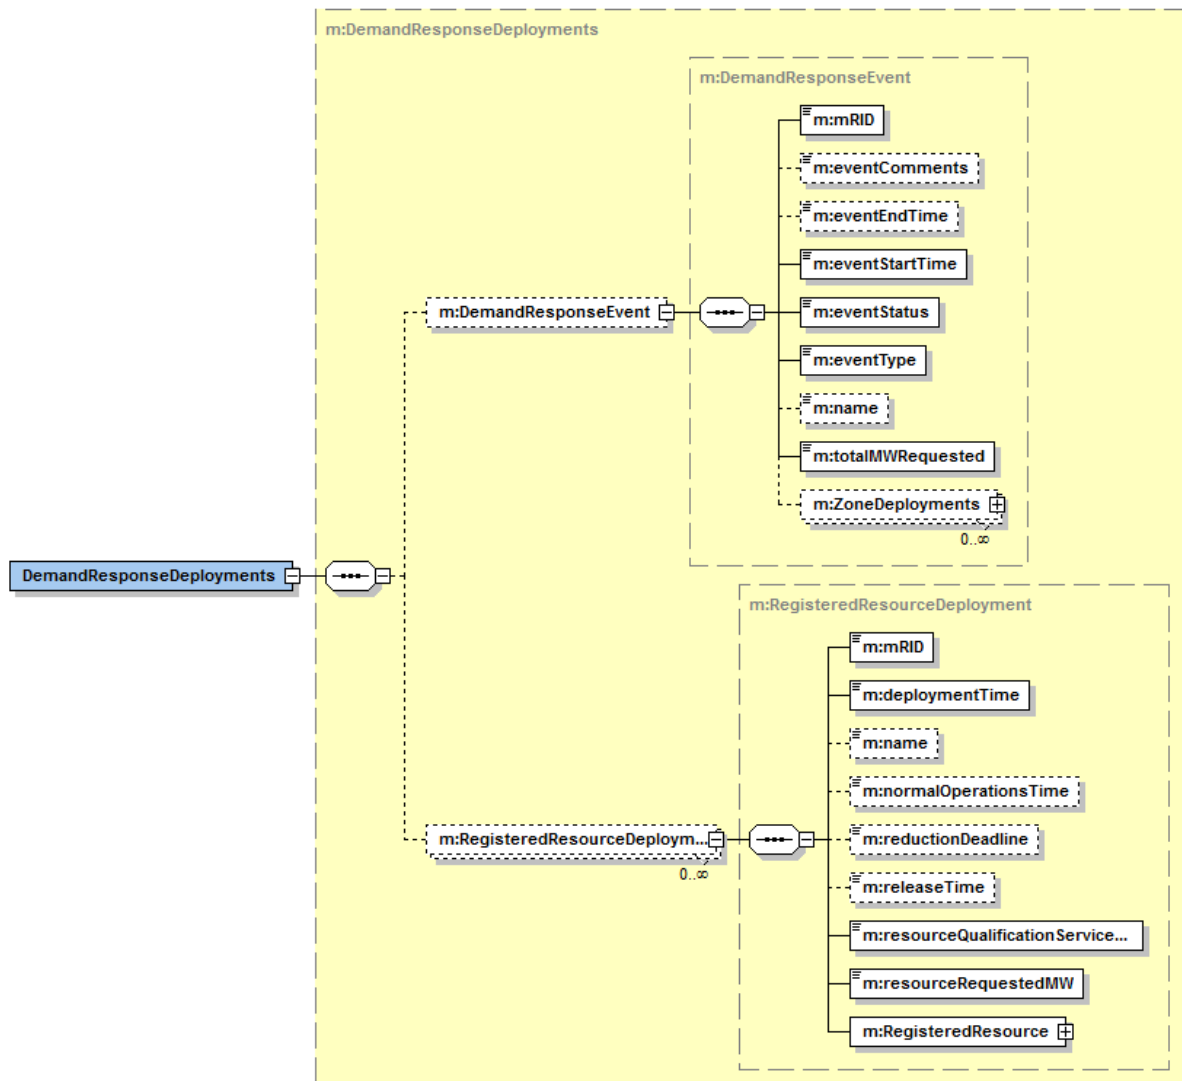 m:DemandResponseDeployments
m:DemandResponseEvent
m:mRID
m:eventComments
m:eventEndTime
m:eventStartTime
m:DemandResponseEvent
m:eventStatus
m:eventType
m:name
m:totalMWRequested
m:ZoneDeployments
0..∞
DemandResponseDeployments
m:RegisteredResourceDeployment
m:mRID
m:deploymentTime
m:name
m:normalOperationsTime
m:RegisteredResourceDeploym...
0..∞
m:reductionDeadline
m:releaseTime
m:resourceQualificationService...
m:resourceRequestedMW
m:RegisteredResource